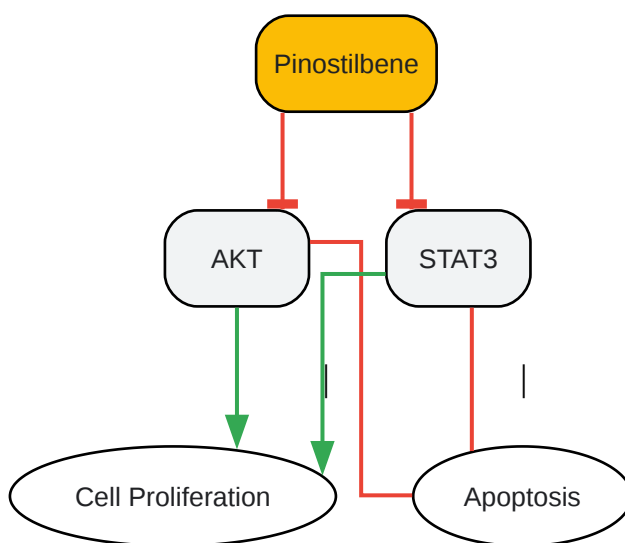 Pinostilbene
AKT
STAT3
|
|
Cell Proliferation
Apoptosis